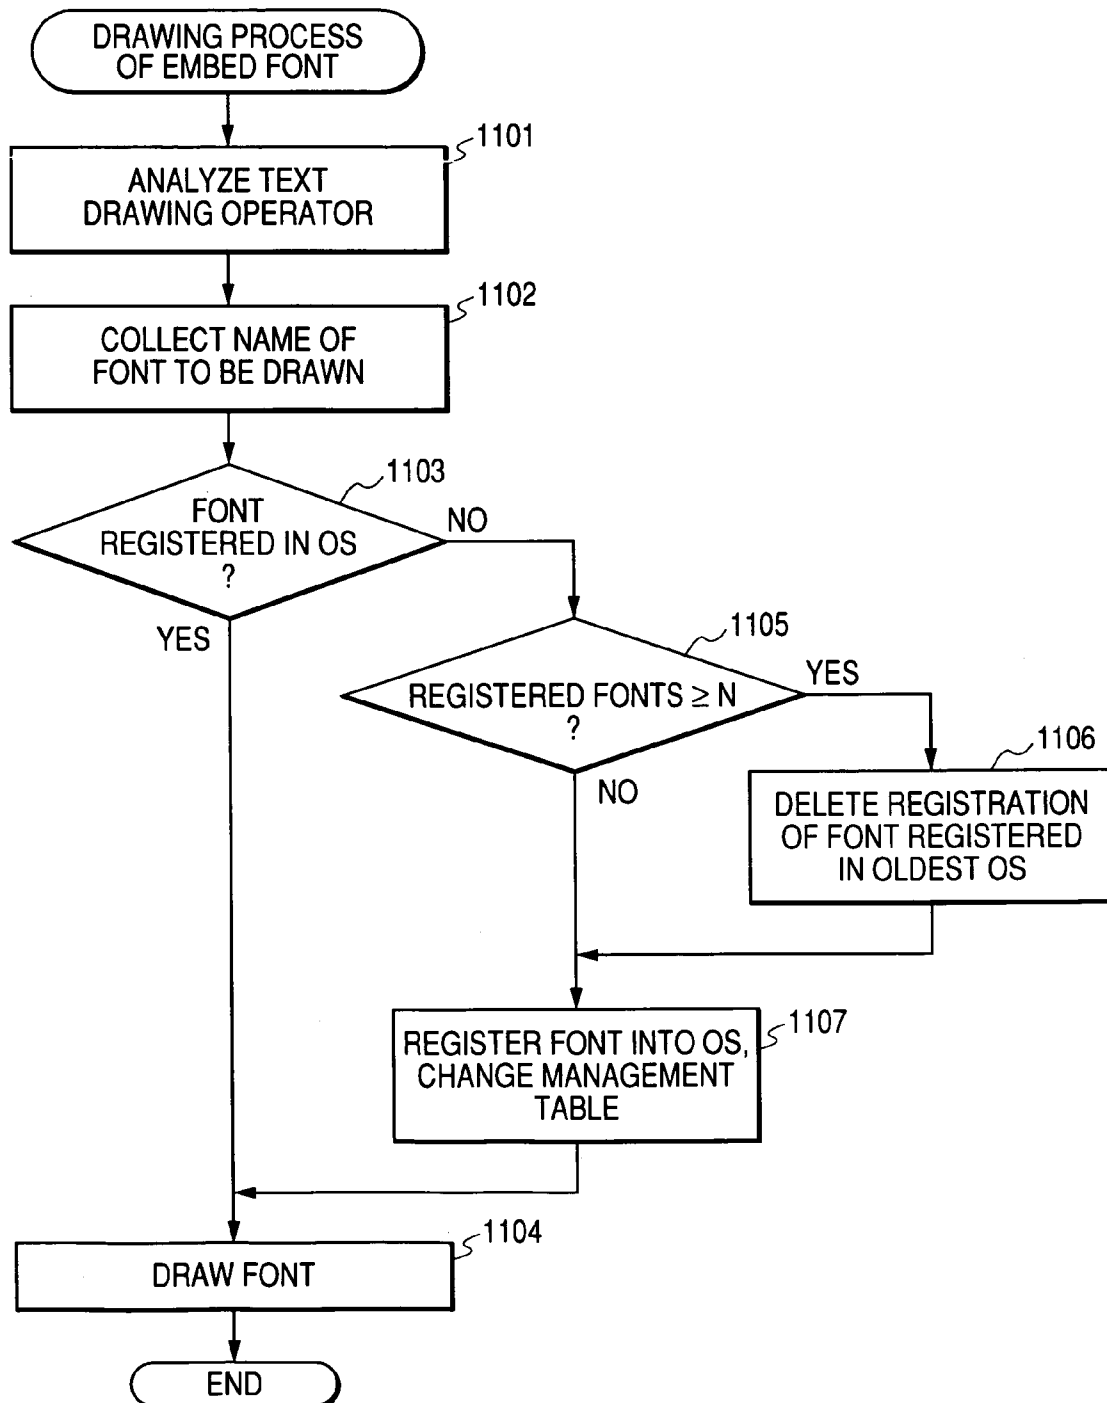 DRAWING PROCESS
OF EMBED FONT
1101
ANALYZE TEXT
DRAWING OPERATOR
1102
COLLECT NAME OF
FONT TO BE DRAWN
1103
FONT
REGISTERED IN OS
?
NO
YES
1105
REGISTERED FONTS ≥ N
?
YES
NO
1106
DELETE REGISTRATION
OF FONT REGISTERED
IN OLDEST OS
1107
REGISTER FONT INTO OS,
CHANGE MANAGEMENT
TABLE
1104
DRAW FONT
END